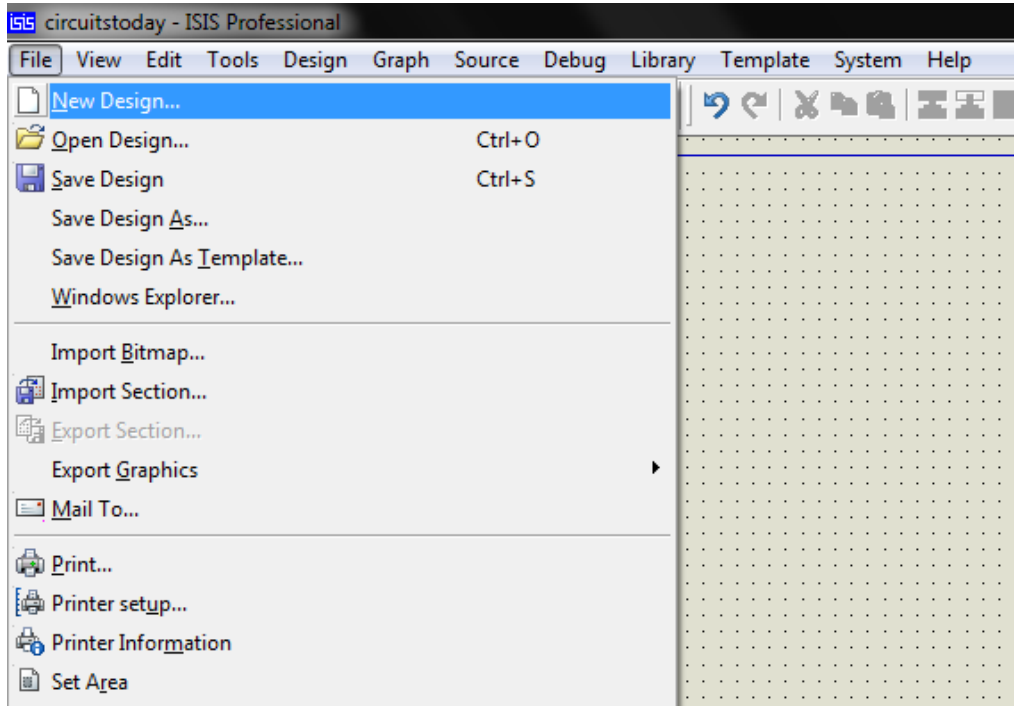 isis circuitstoday - ISIS Professional
File View Edit Tools Design Graph Source Debug Library Template System Help
New Design...
Open Design... Ctrl+O
Save Design Ctrl+S
Save Design As...
Save Design As Template...
Windows Explorer...
Import Bitmap...
Import Section...
Export Section...
Export Graphics
Mail To...
Print...
Printer setup...
Printer Information
Set Area